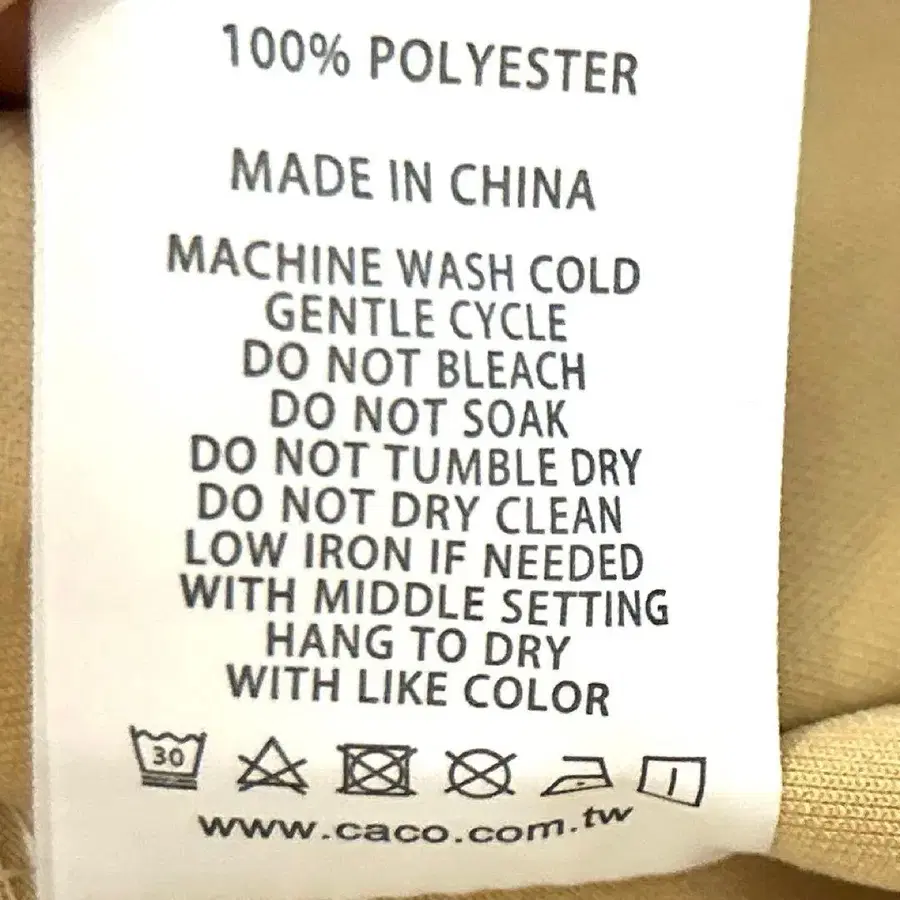 100% POLYESTER
MADE IN CHINA
MACHINE WASH COLD
GENTLE CYCLE
DO NOT BLEACH
DO NOT SOAK
DO NOT TUMBLE DRY
DO NOT DRY CLEAN
LOW IRON IF NEEDED
WITH MIDDLE SETTING
HANG TO DRY
WITH LIKE COLOR
30
www.caco.com.tw